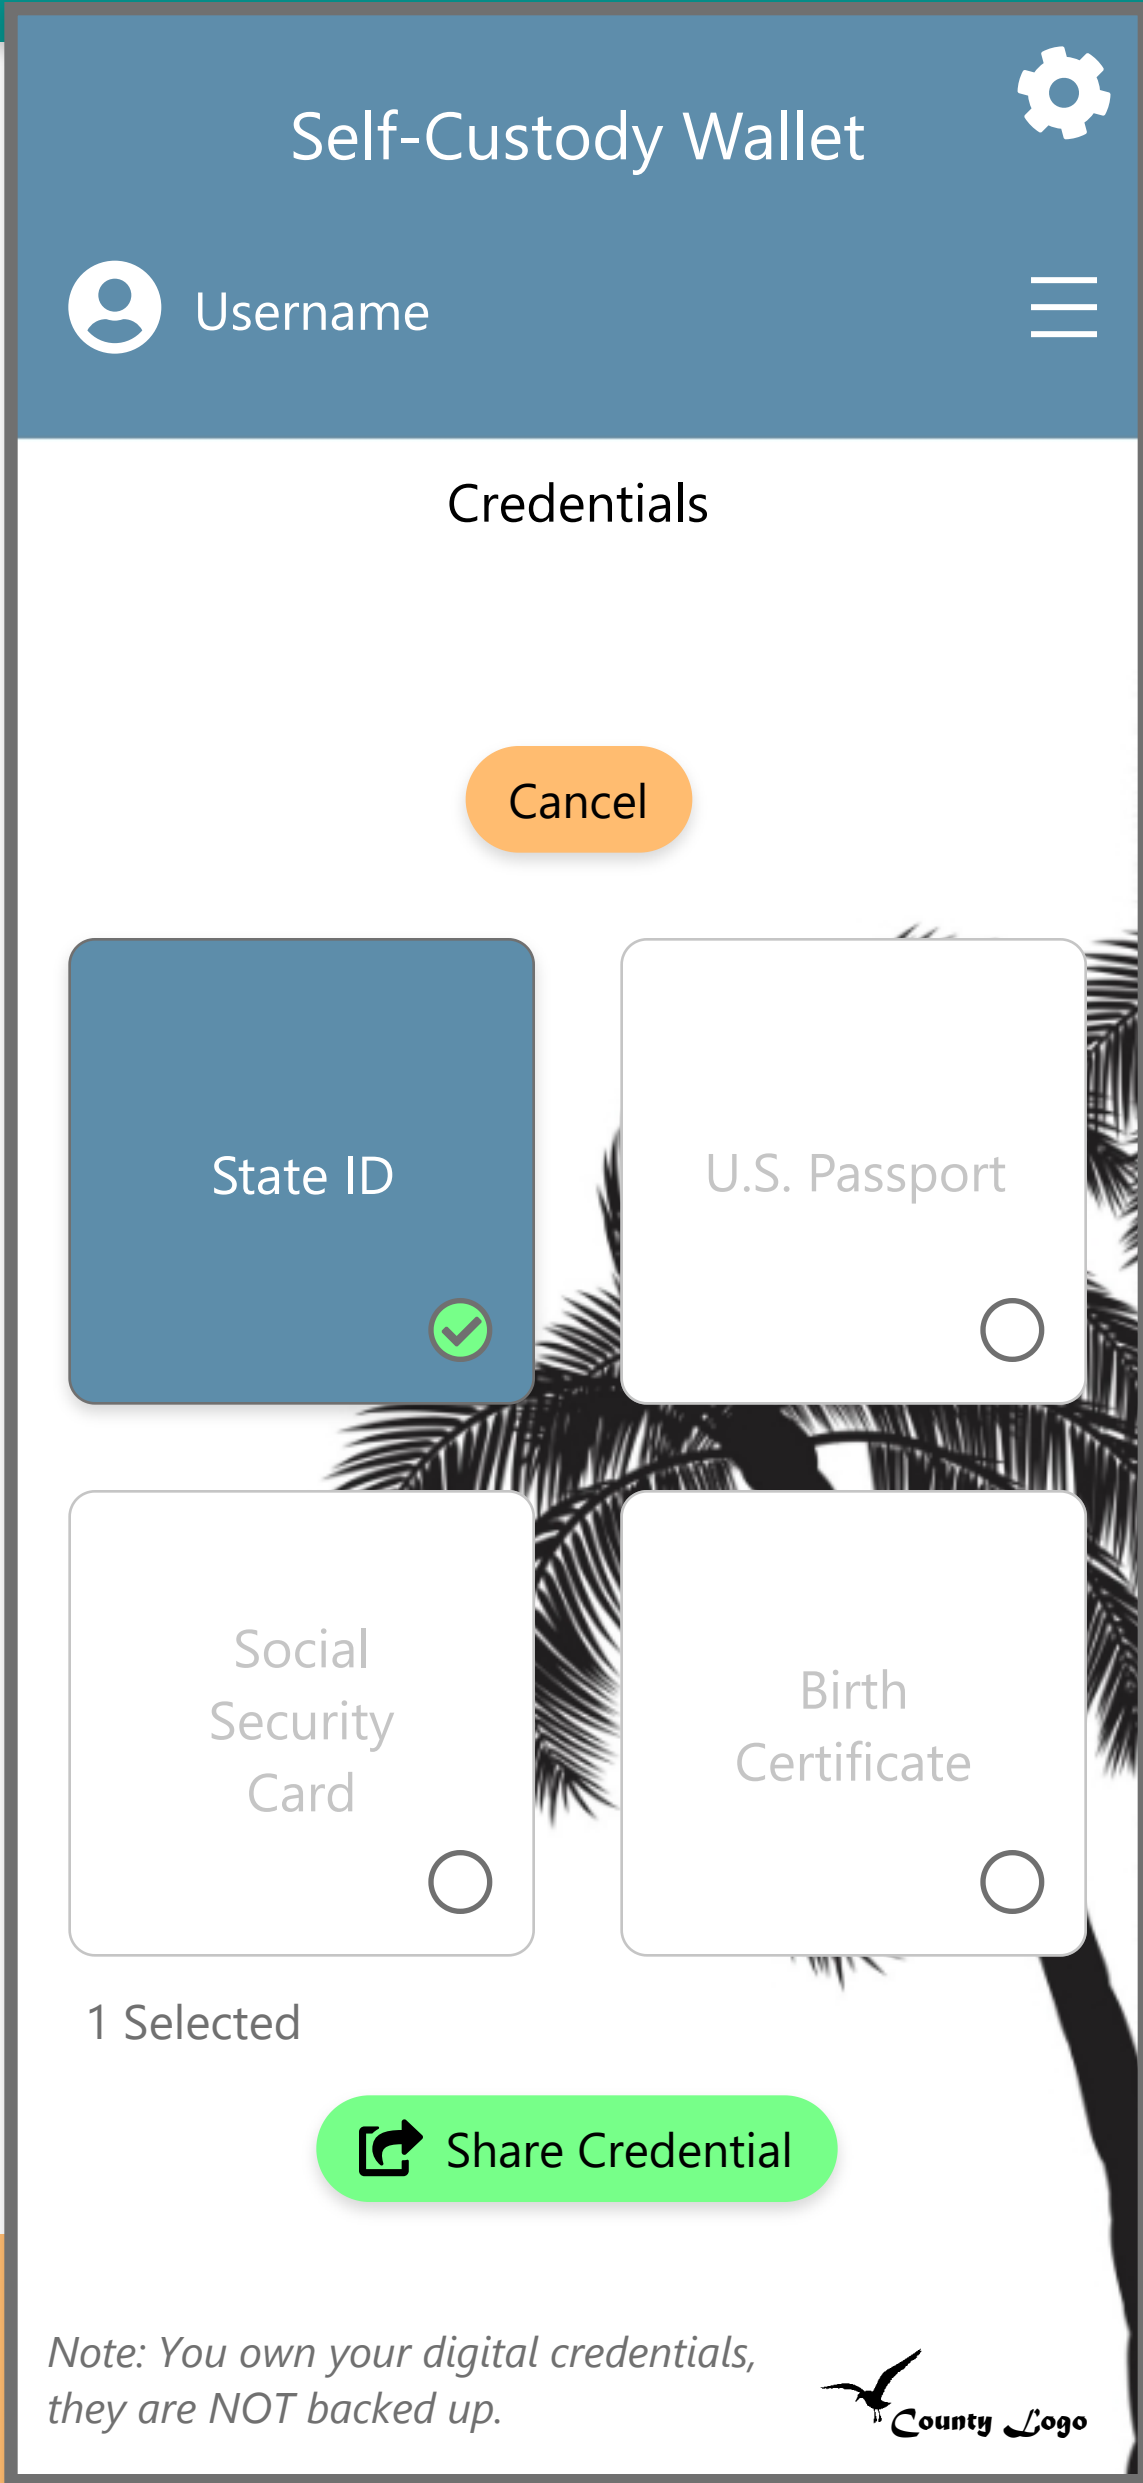 Self-Custody Wallet
Username
Credentials
Cancel
State ID
U.S. Passport
Social
Security
Card
Birth
Certificate
1 Selected
Share Credential
Note: You own your digital credentials,
they are NOT backed up.
County Logo